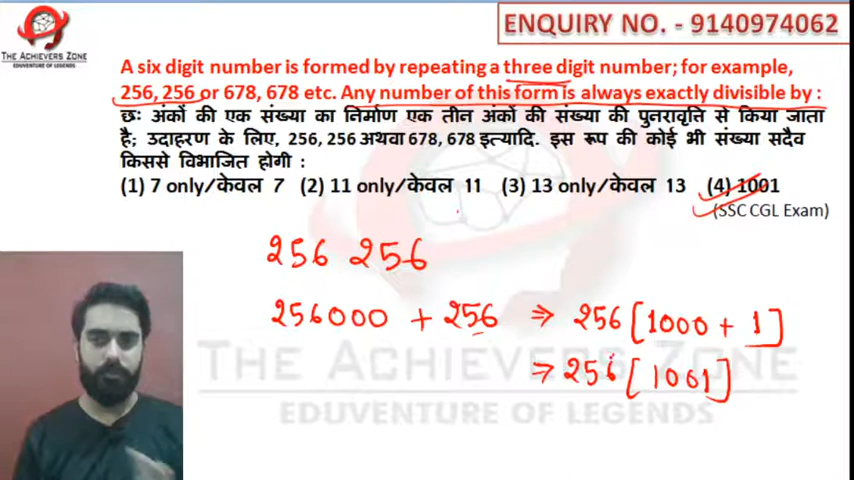 ENQUIRY NO. - 9140974062
THE ACHIEVERS ZONE
EDUVENTURE OF LEGENDS
A six digit number is formed by repeating a three digit number; for example,
256, 256 or 678, 678 etc. Any number of this form is always exactly divisible by :
छः अंकों की एक संख्या का निर्माण एक तीन अंकों की संख्या की पुनरावृत्ति से किया जाता
है; उदाहरण के लिए, 256, 256 अथवा 678, 678 इत्यादि. इस रूप की कोई भी संख्या सदैव
किससे विभाजित होगी :
(1) 7 only/केवल 7 (2) 11 only/केवल 11 (3) 13 only/केवल 13 (4) 1001
(SSC CGL Exam)
256 256
256000 + 256 ⇒ 256[1000 + 1]
⇒ 256[1001]
THE ACHIEVERS ZONE
EDUVENTURE OF LEGENDS